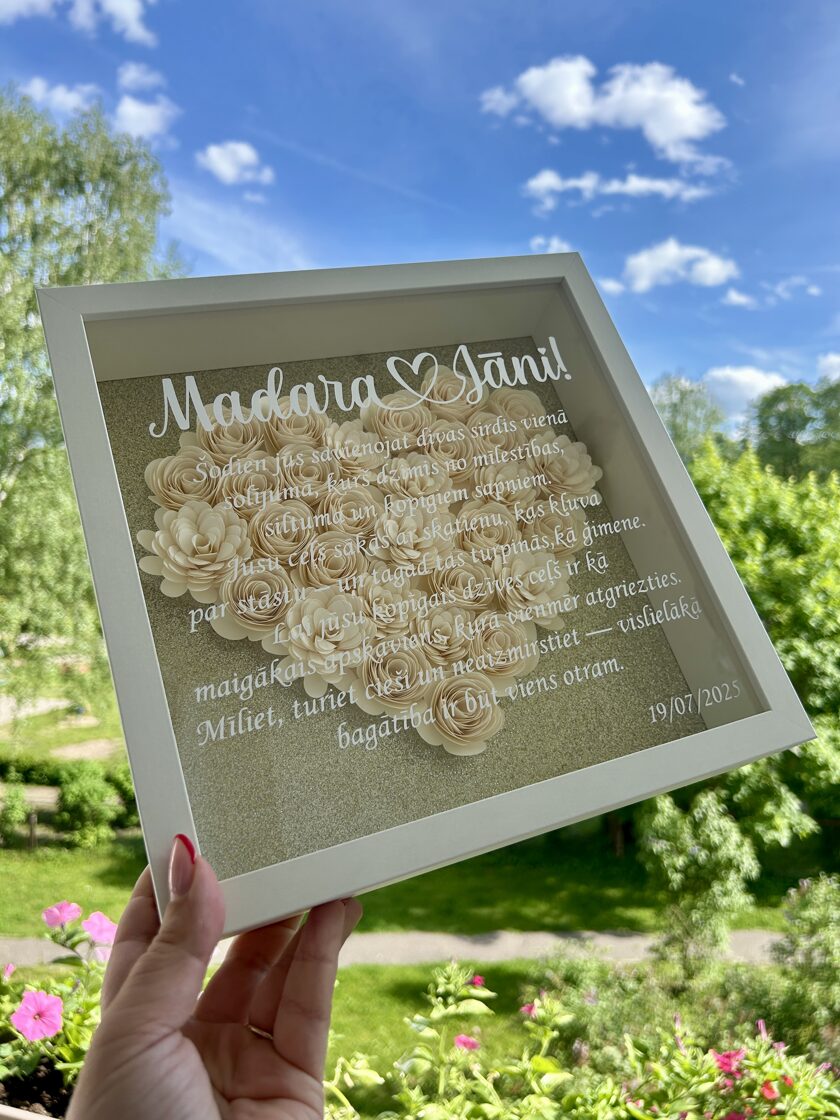 Madara Jāni!
Šodien jūs savienojat divas sirdis vienā
solījumā, kurš dzimis no mīlestības,
siltuma un kopīgiem sapņiem.
Jūsu ceļš sākās ar skatienu, kas kļuva
par stāstu — un tagad tas turpinās kā ģimene.
Lai jūsu kopīgais dzīves ceļš ir kā
maigākais apskāviens, kurā vienmēr atgriezties.
Mīliet, turiet cieši un neaizmirstiet — vislielākā
bagātība ir būt viens otram.
19/07/2025